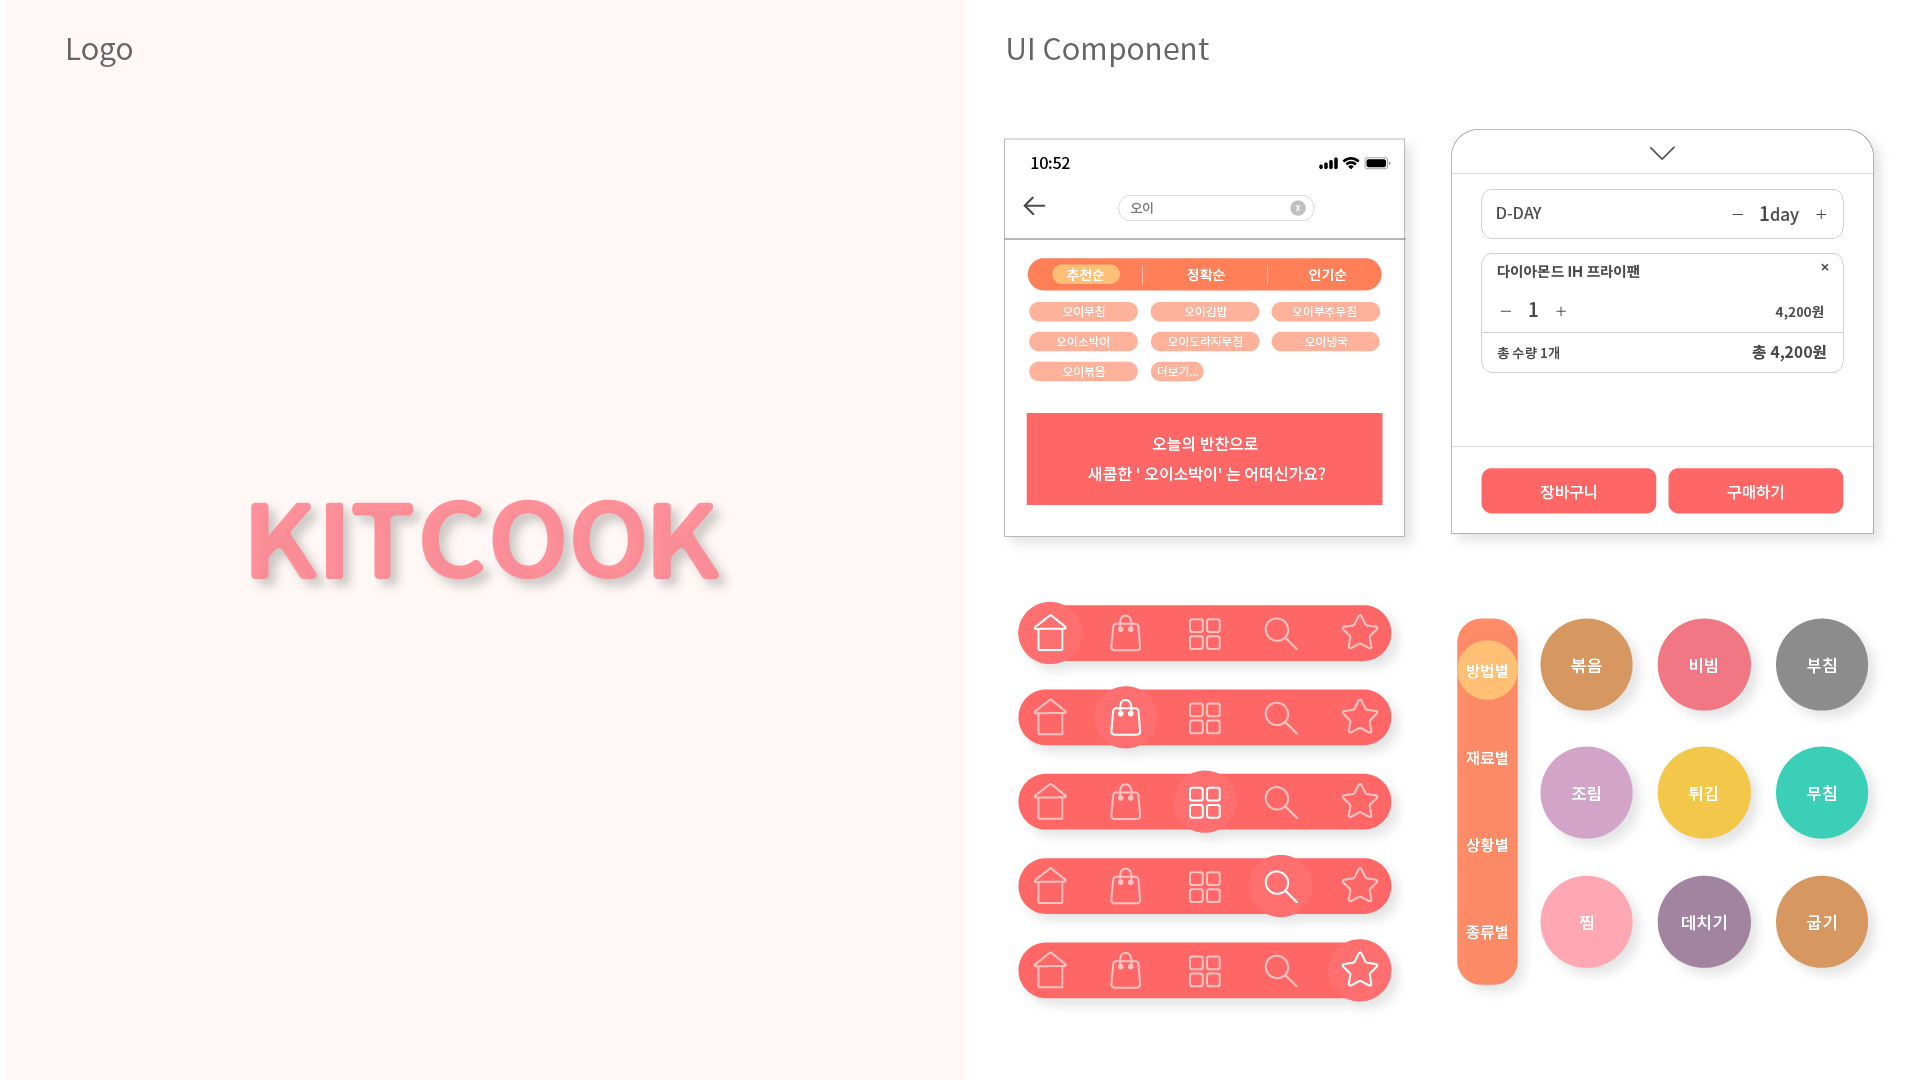 Logo
KITCOOK
UI Component
10:52
오이
x
추천순 정확순 인기순
오이무침 오이김밥 오이부추무침
오이소박이 오이도라지무침 오이냉국
오이볶음 더보기...
오늘의 반찬으로
새콤한 ' 오이소박이' 는 어떠신가요?
D-DAY − 1day +
다이아몬드 IH 프라이팬 ×
− 1 + 4,200원
총 수량 1개 총 4,200원
장바구니 구매하기
방법별
재료별
상황별
종류별
볶음 비빔 부침
조림 튀김 무침
찜 데치기 굽기